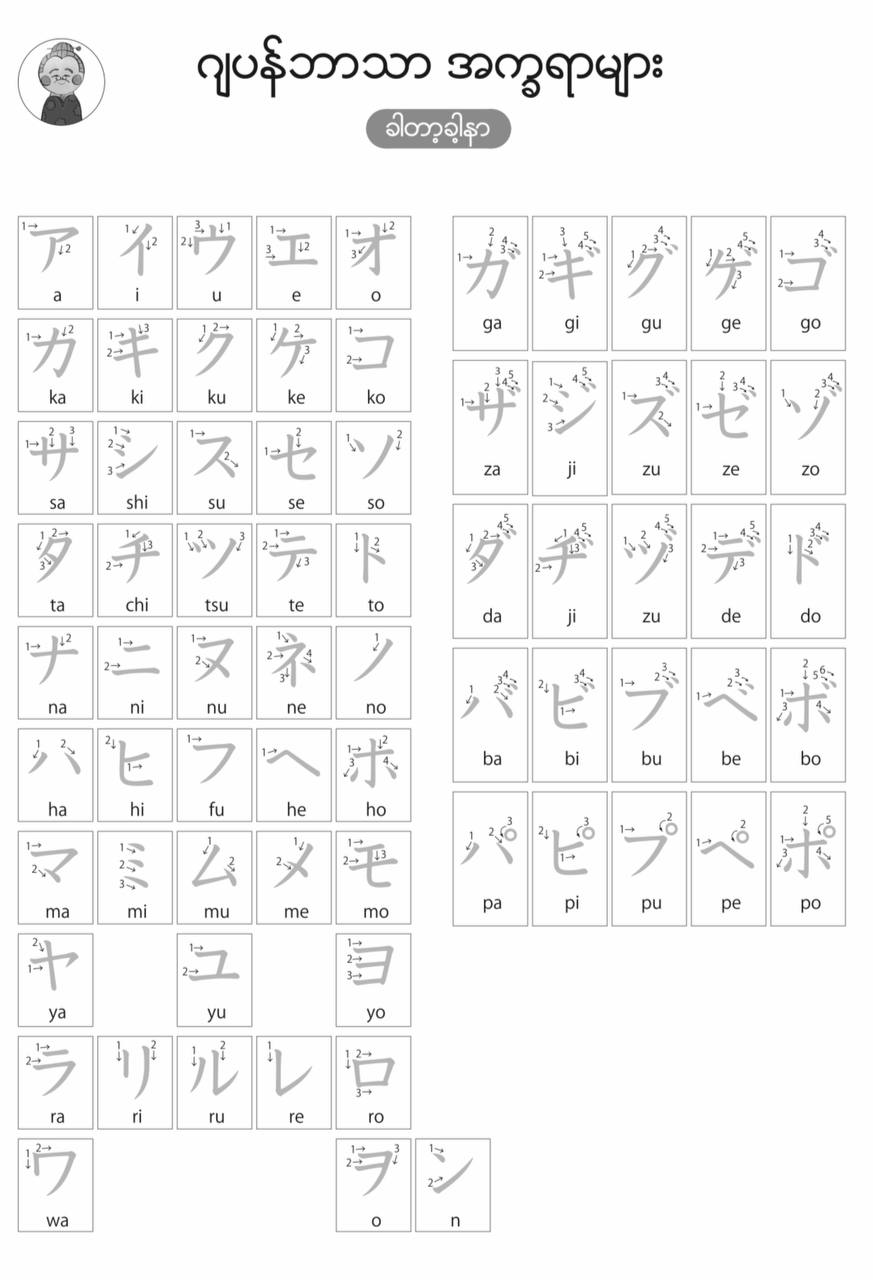 ဂျပန်ဘာသာ အက္ခရာများ
ခါတာ့ခါ့နာ
ア イ ウ エ オ
a i u e o
カ キ ク ケ コ
ka ki ku ke ko
サ シ ス セ ソ
sa shi su se so
タ チ ツ テ ト
ta chi tsu te to
ナ ニ ヌ ネ ノ
na ni nu ne no
ハ ヒ フ ヘ ホ
ha hi fu he ho
マ ミ ム メ モ
ma mi mu me mo
ヤ ユ ヨ
ya yu yo
ラ リ ル レ ロ
ra ri ru re ro
ワ ヲ ン
wa o n
ガ ギ グ ゲ ゴ
ga gi gu ge go
ザ ジ ズ ゼ ゾ
za ji zu ze zo
ダ ヂ ヅ デ ド
da ji zu de do
バ ビ ブ ベ ボ
ba bi bu be bo
パ ピ プ ペ ポ
pa pi pu pe po